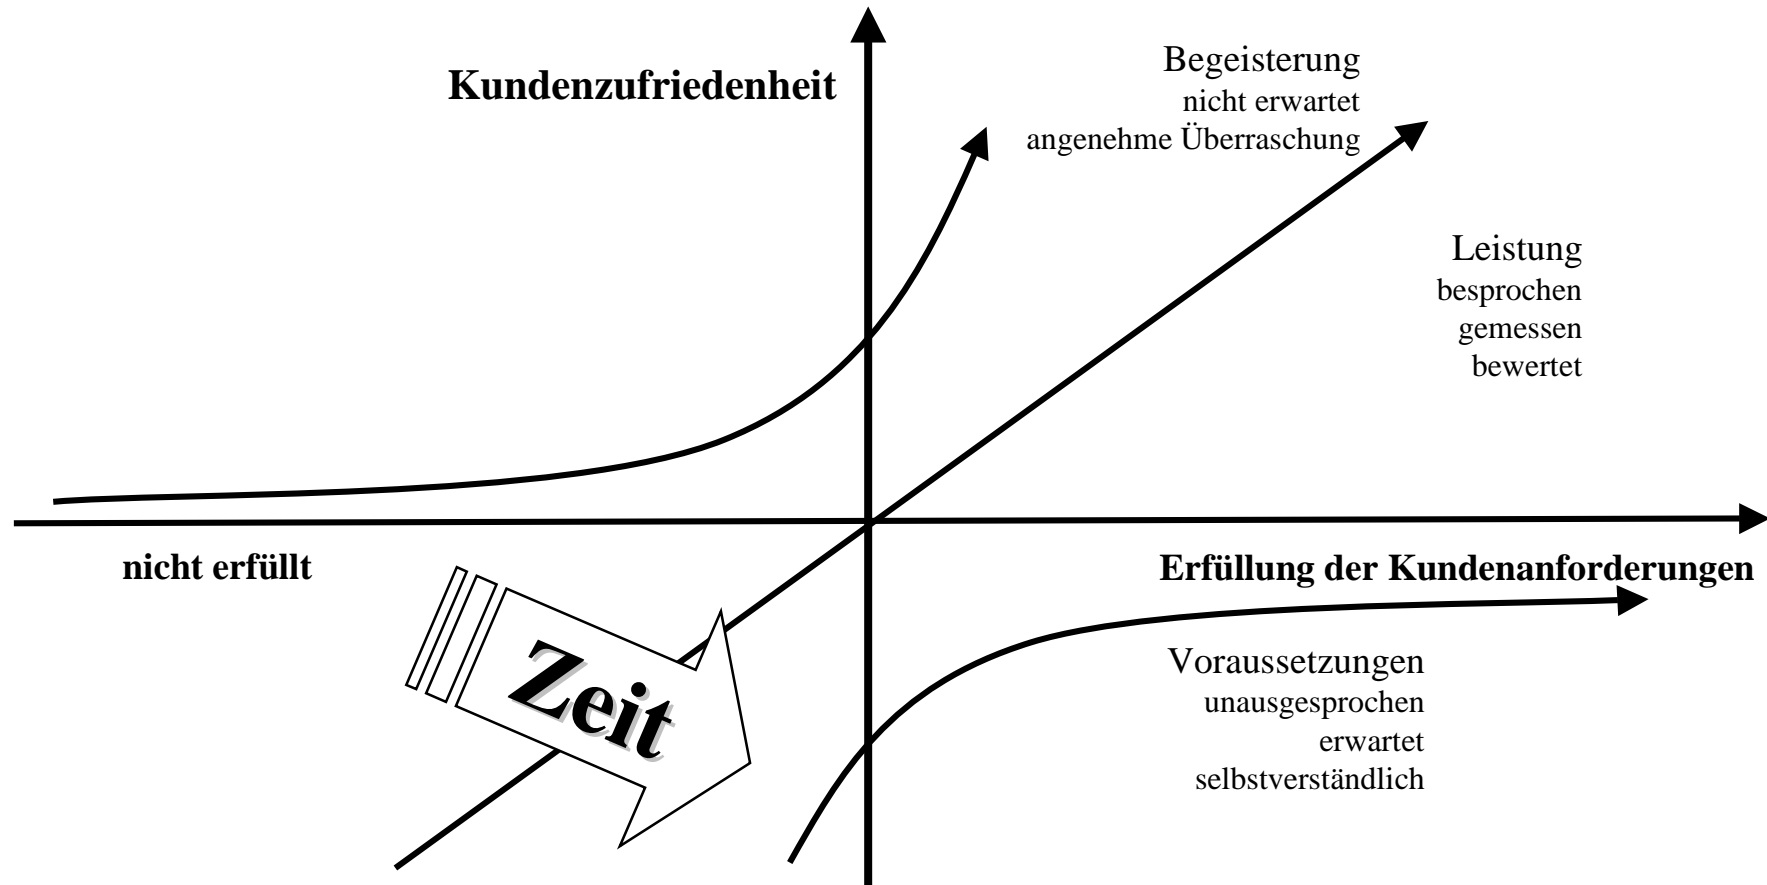 Kundenzufriedenheit
Begeisterung
nicht erwartet
angenehme Überraschung
Leistung
besprochen
gemessen
bewertet
nicht erfüllt
Erfüllung der Kundenanforderungen
Zeit
Voraussetzungen
unausgesprochen
erwartet
selbstverständlich